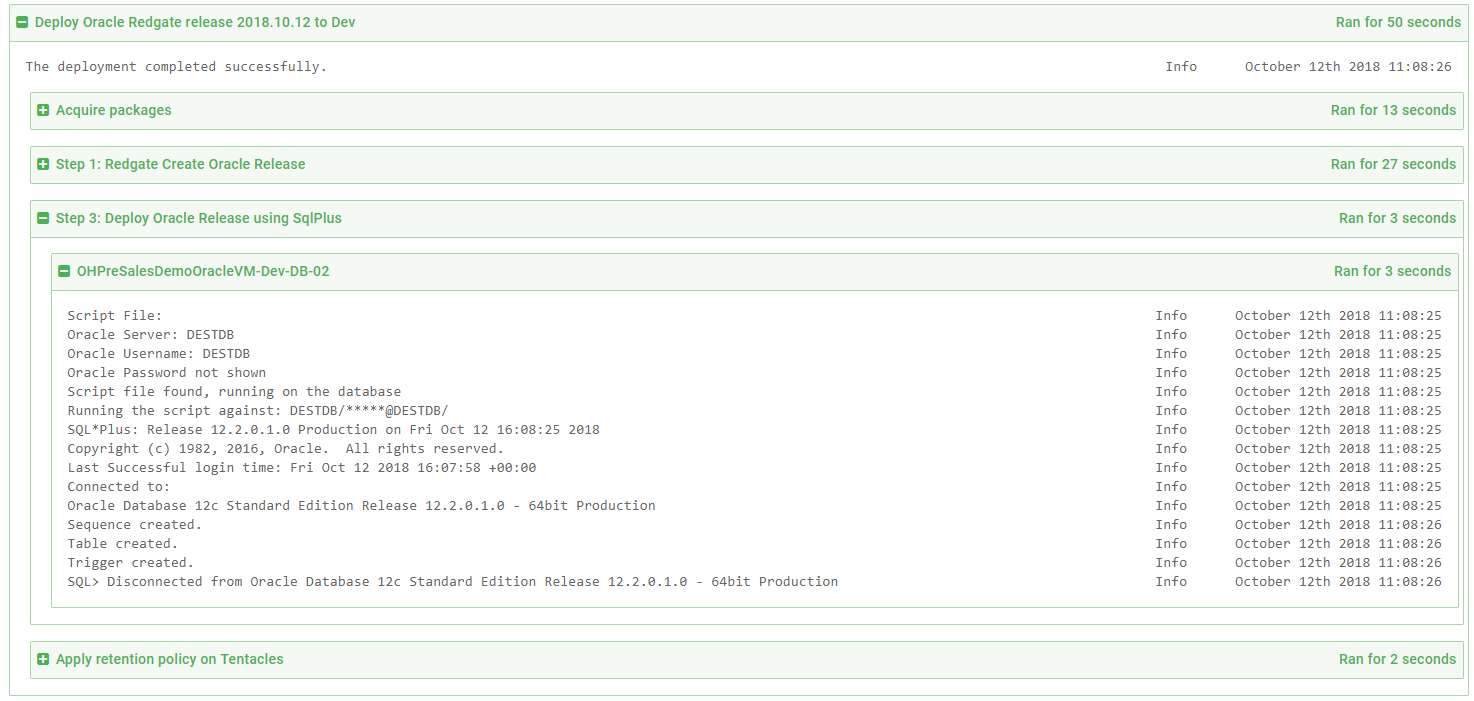 Deploy Oracle Redgate release 2018.10.12 to Dev Ran for 50 seconds
The deployment completed successfully. Info October 12th 2018 11:08:26
Acquire packages Ran for 13 seconds
Step 1: Redgate Create Oracle Release Ran for 27 seconds
Step 3: Deploy Oracle Release using SqlPlus Ran for 3 seconds
OHPreSalesDemoOracleVM-Dev-DB-02 Ran for 3 seconds
Script File: Info October 12th 2018 11:08:25
Oracle Server: DESTDB Info October 12th 2018 11:08:25
Oracle Username: DESTDB Info October 12th 2018 11:08:25
Oracle Password not shown Info October 12th 2018 11:08:25
Script file found, running on the database Info October 12th 2018 11:08:25
Running the script against: DESTDB/*****@DESTDB/ Info October 12th 2018 11:08:25
SQL*Plus: Release 12.2.0.1.0 Production on Fri Oct 12 16:08:25 2018 Info October 12th 2018 11:08:25
Copyright (c) 1982, 2016, Oracle.  All rights reserved. Info October 12th 2018 11:08:25
Last Successful login time: Fri Oct 12 2018 16:07:58 +00:00 Info October 12th 2018 11:08:25
Connected to: Info October 12th 2018 11:08:25
Oracle Database 12c Standard Edition Release 12.2.0.1.0 - 64bit Production Info October 12th 2018 11:08:25
Sequence created. Info October 12th 2018 11:08:26
Table created. Info October 12th 2018 11:08:26
Trigger created. Info October 12th 2018 11:08:26
SQL> Disconnected from Oracle Database 12c Standard Edition Release 12.2.0.1.0 - 64bit Production Info October 12th 2018 11:08:26
Apply retention policy on Tentacles Ran for 2 seconds